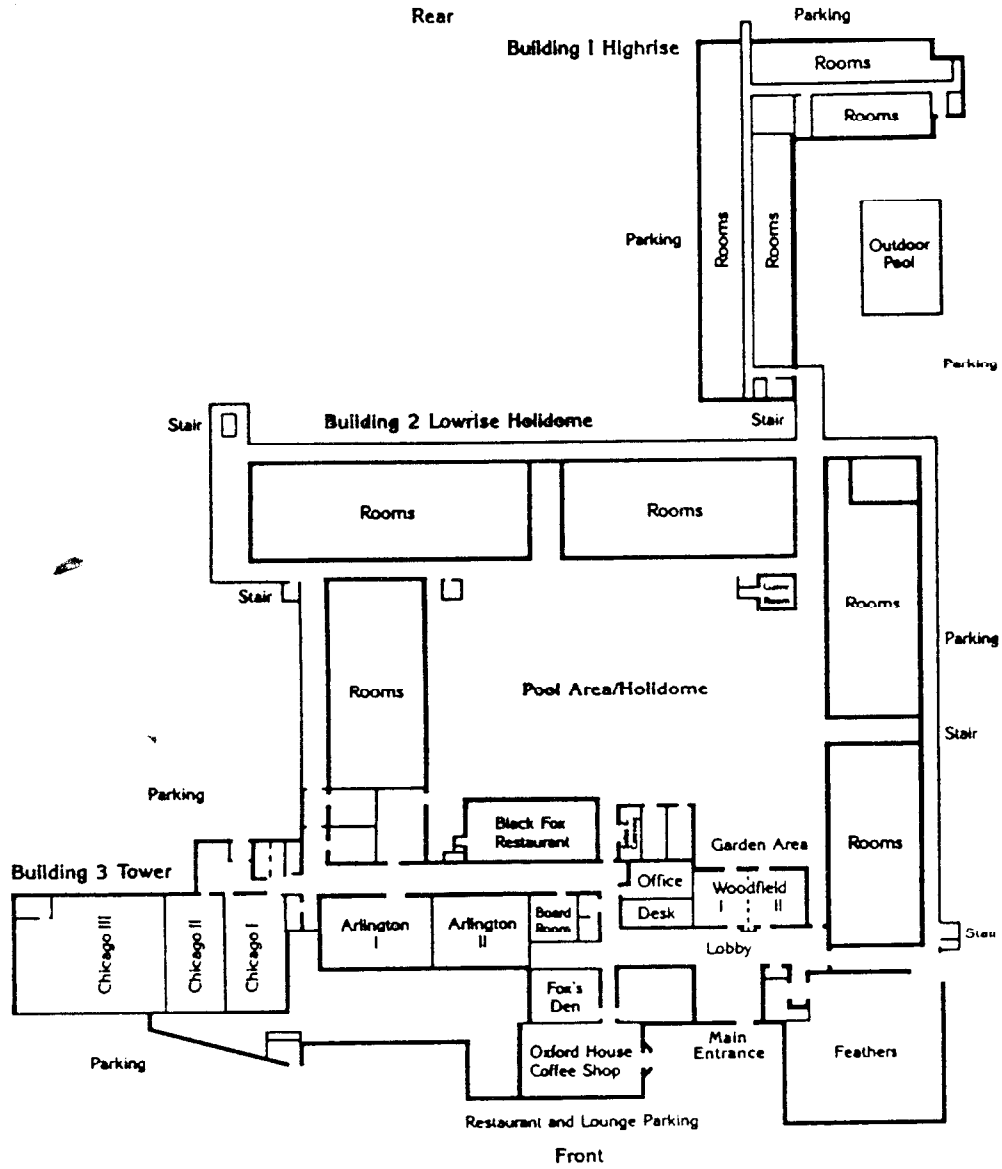 Rear
Parking
Building 1 Highrise
Rooms
Rooms
Parking
Rooms
Rooms
Outdoor
Pool
Parking
Stair
Building 2 Lowrise Holidome
Stair
Rooms
Rooms
Stair
Game
Room
Rooms
Parking
Rooms
Pool Area/Holidome
Stair
Parking
Black Fox
Restaurant
Garden Area
Rooms
Building 3 Tower
Office
Woodfield
I II
Desk
Chicago III
Chicago II
Chicago I
Arlington
I
Arlington
II
Board
Room
Lobby
Stair
Fox's
Den
Main
Entrance
Parking
Oxford House
Coffee Shop
Feathers
Restaurant and Lounge Parking
Front